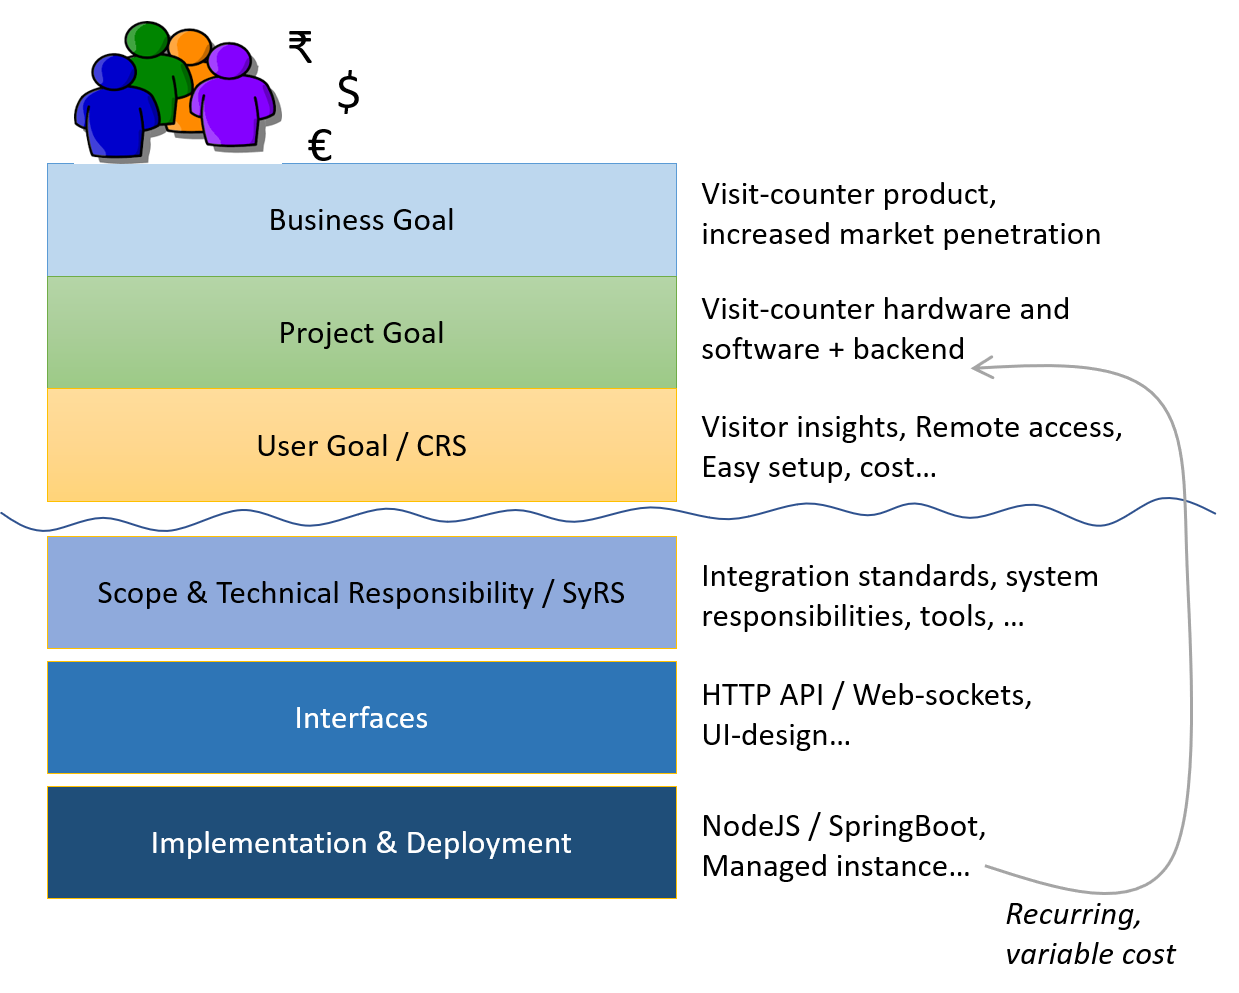 ₹
$
€
Business Goal
Visit-counter product,
increased market penetration
Project Goal
Visit-counter hardware and
software + backend
User Goal / CRS
Visitor insights, Remote access,
Easy setup, cost…
Scope & Technical Responsibility / SyRS
Integration standards, system
responsibilities, tools, …
Interfaces
HTTP API / Web-sockets,
UI-design…
Implementation & Deployment
NodeJS / SpringBoot,
Managed instance…
Recurring,
variable cost